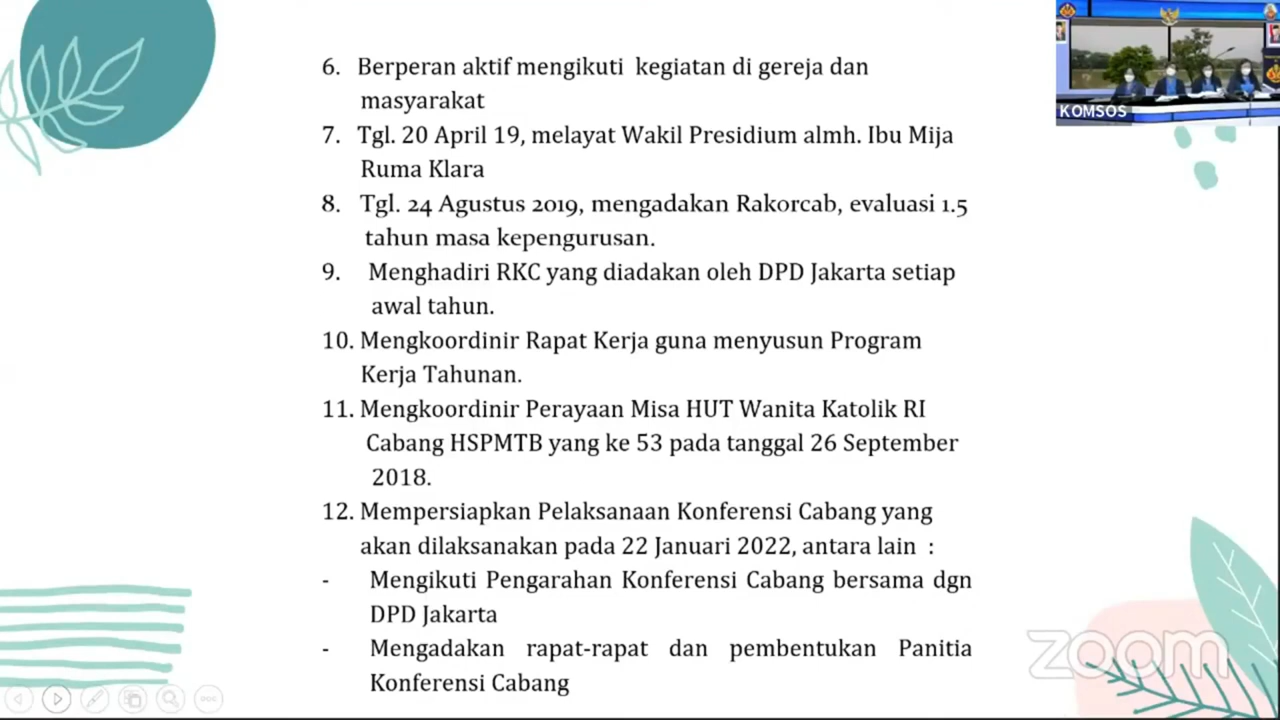 KOMSOS
6. Berperan aktif mengikuti kegiatan di gereja dan
masyarakat
7. Tgl. 20 April 19, melayat Wakil Presidium almh. Ibu Mija
Ruma Klara
8. Tgl. 24 Agustus 2019, mengadakan Rakorcab, evaluasi 1.5
tahun masa kepengurusan.
9. Menghadiri RKC yang diadakan oleh DPD Jakarta setiap
awal tahun.
10. Mengkoordinir Rapat Kerja guna menyusun Program
Kerja Tahunan.
11. Mengkoordinir Perayaan Misa HUT Wanita Katolik RI
Cabang HSPMTB yang ke 53 pada tanggal 26 September
2018.
12. Mempersiapkan Pelaksanaan Konferensi Cabang yang
akan dilaksanakan pada 22 Januari 2022, antara lain :
- Mengikuti Pengarahan Konferensi Cabang bersama dgn
DPD Jakarta
- Mengadakan rapat-rapat dan pembentukan Panitia
Konferensi Cabang
zoom